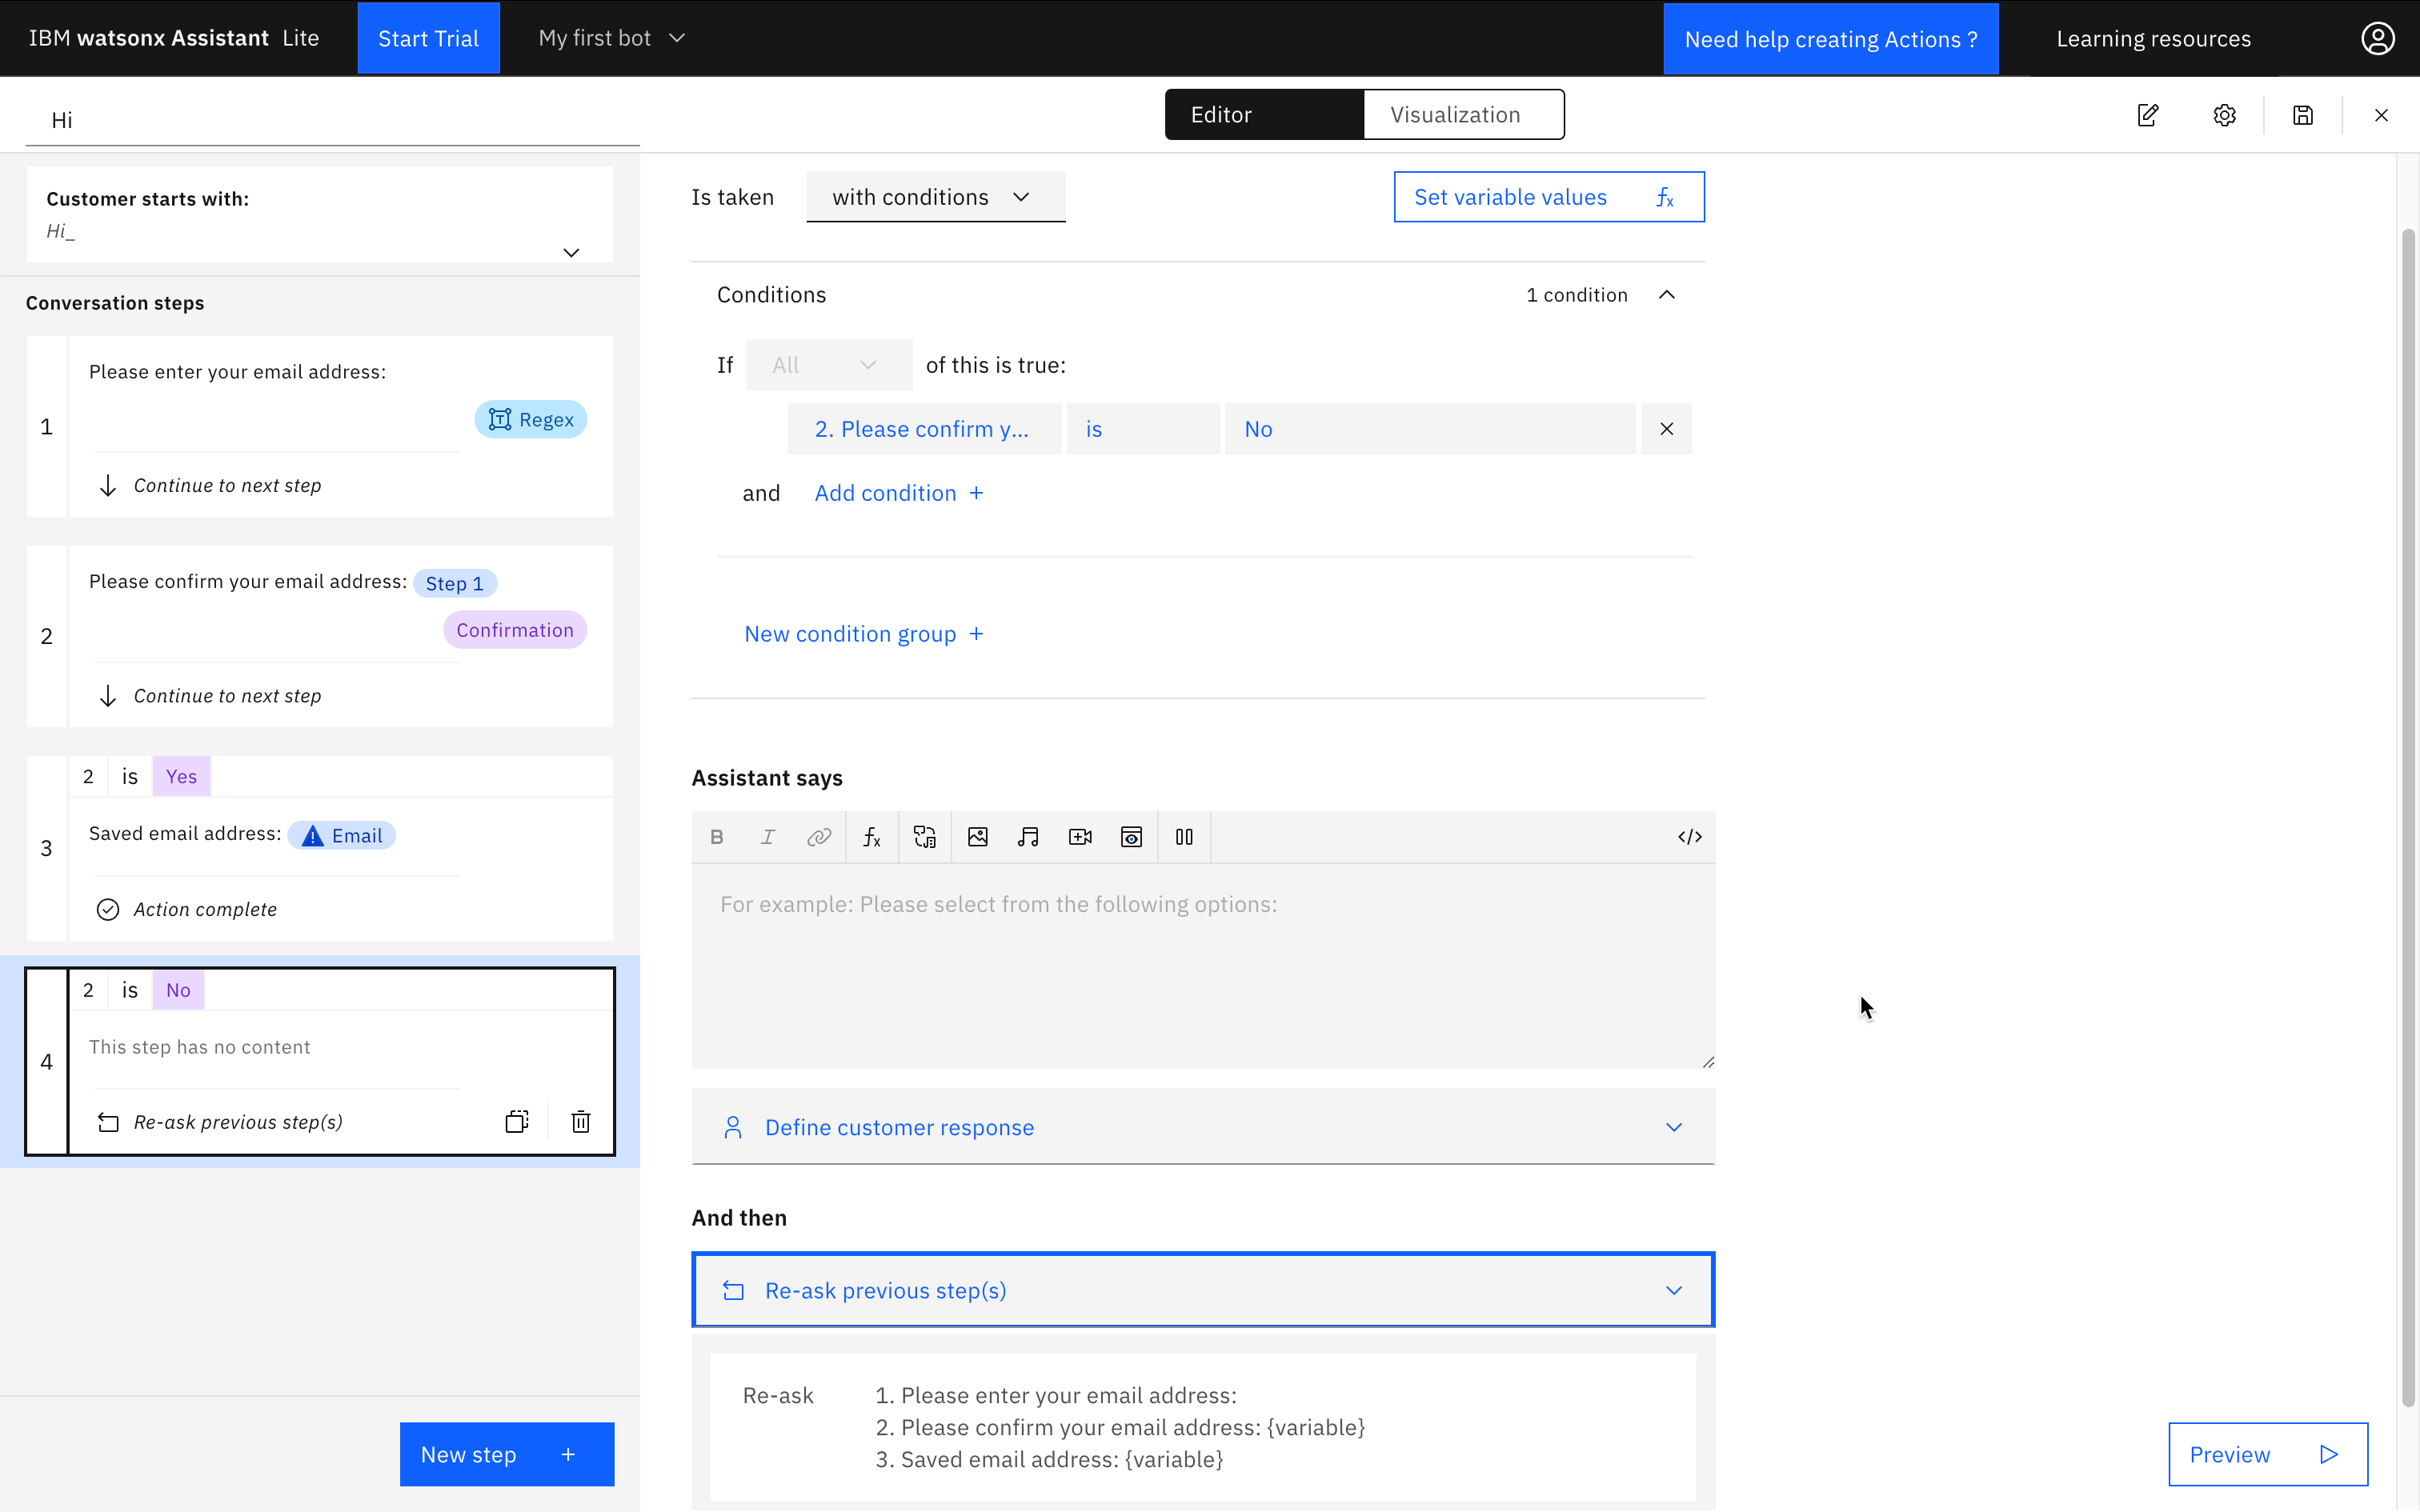 IBM watsonx Assistant Lite
Start Trial
My first bot
Need help creating Actions ?
Learning resources
Hi
Editor
Visualization
Customer starts with:
Hi_
Conversation steps
1
Please enter your email address:
Regex
Continue to next step
2
Please confirm your email address: Step 1
Confirmation
Continue to next step
3
2 is Yes
Saved email address: Email
Action complete
4
2 is No
This step has no content
Re-ask previous step(s)
New step +
Is taken with conditions
Set variable values fx
Conditions
1 condition
If All of this is true:
2. Please confirm y... is No
and Add condition +
New condition group +
Assistant says
B I fx </>
For example: Please select from the following options:
Define customer response
And then
Re-ask previous step(s)
Re-ask 1. Please enter your email address:
2. Please confirm your email address: {variable}
3. Saved email address: {variable}
Preview